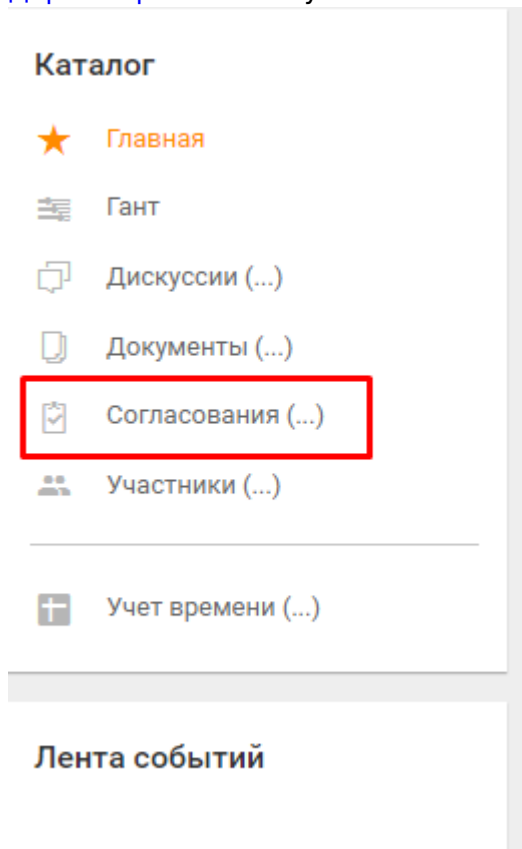 Каталог
Главная
Гант
Дискуссии (...)
Документы (...)
Согласования (...)
Участники (...)
Учет времени (...)
Лента событий